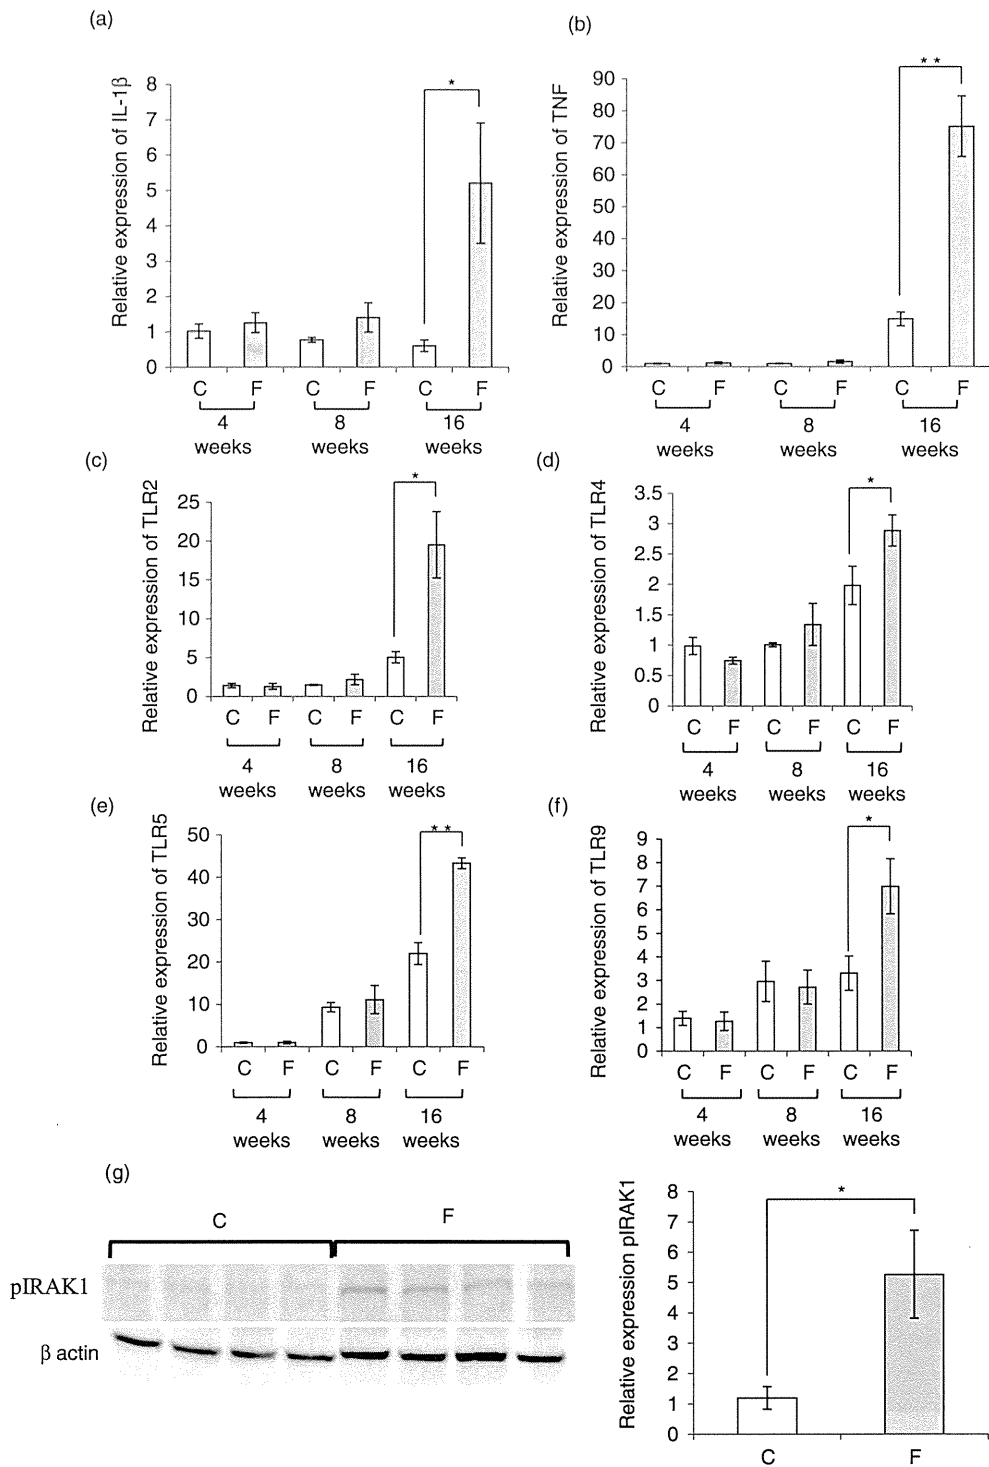 (a)
Relative expression of IL-1β
8
7
6
5
4
3
2
1
0
*
C F C F C F
4 weeks
8 weeks
16 weeks
(b)
Relative expression of TNF
90
80
70
60
50
40
30
20
10
0
* *
C F C F C F
4 weeks
8 weeks
16 weeks
(c)
Relative expression of TLR2
25
20
15
10
5
0
*
C F C F C F
4 weeks
8 weeks
16 weeks
(d)
Relative expression of TLR4
3.5
3
2.5
2
1.5
1
0.5
0
*
C F C F C F
4 weeks
8 weeks
16 weeks
(e)
Relative expression of TLR5
50
40
30
20
10
0
* *
C F C F C F
4 weeks
8 weeks
16 weeks
(f)
Relative expression of TLR9
9
8
7
6
5
4
3
2
1
0
*
C F C F C F
4 weeks
8 weeks
16 weeks
(g)
C F
pIRAK1
β actin
Relative expression pIRAK1
8
7
6
5
4
3
2
1
0
*
C F